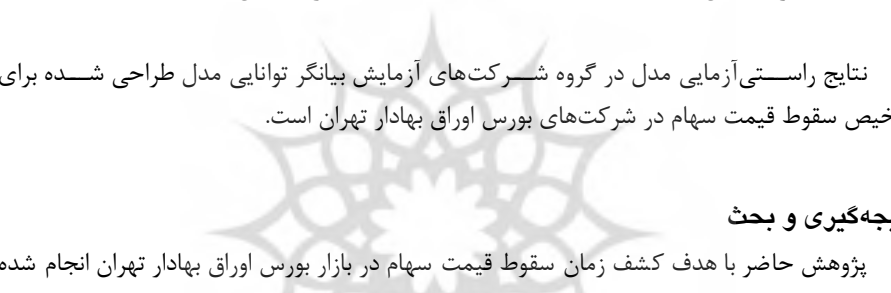 نتایج راستی‌آزمایی مدل در گروه شرکت‌های آزمایش بیانگر توانایی مدل طراحی شده برای
خیص سقوط قیمت سهام در شرکت‌های بورس اوراق بهادار تهران است.
جه‌گیری و بحث
پژوهش حاضر با هدف کشف زمان سقوط قیمت سهام در بازار بورس اوراق بهادار تهران انجام شده